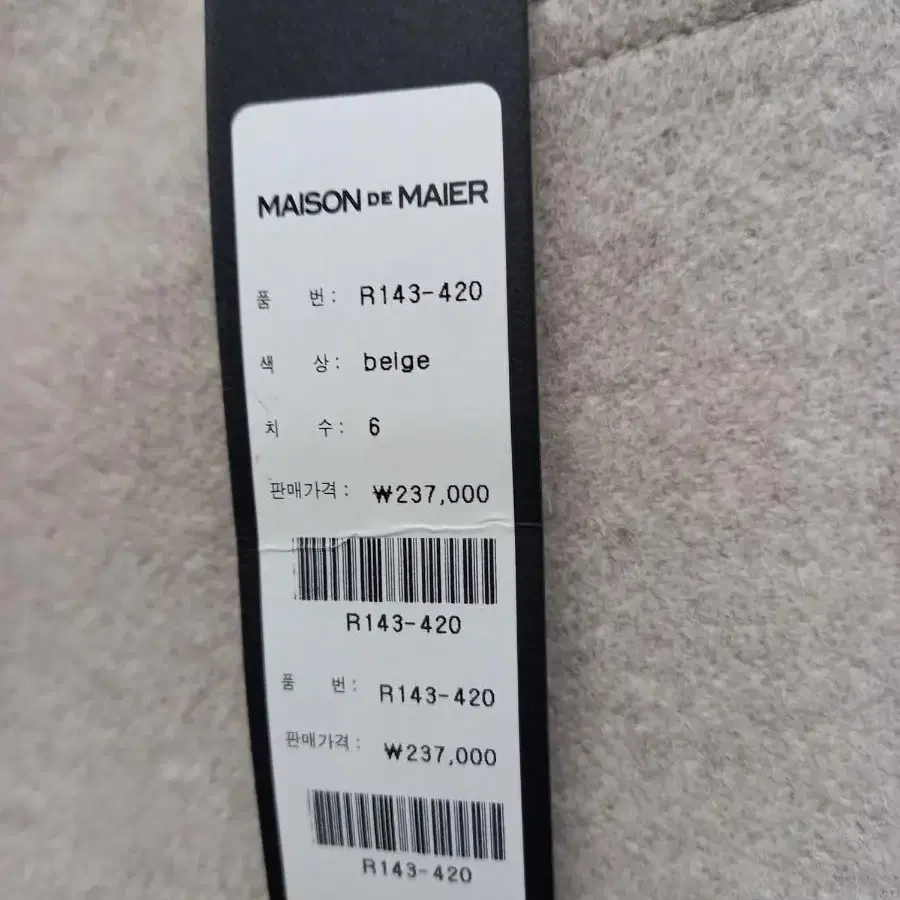 MAISON DE MAIER
품 번 : R143-420
색 상 : beige
치 수 : 6
판매가격 : ₩237,000
R143-420
품 번 : R143-420
판매가격 : ₩237,000
R143-420